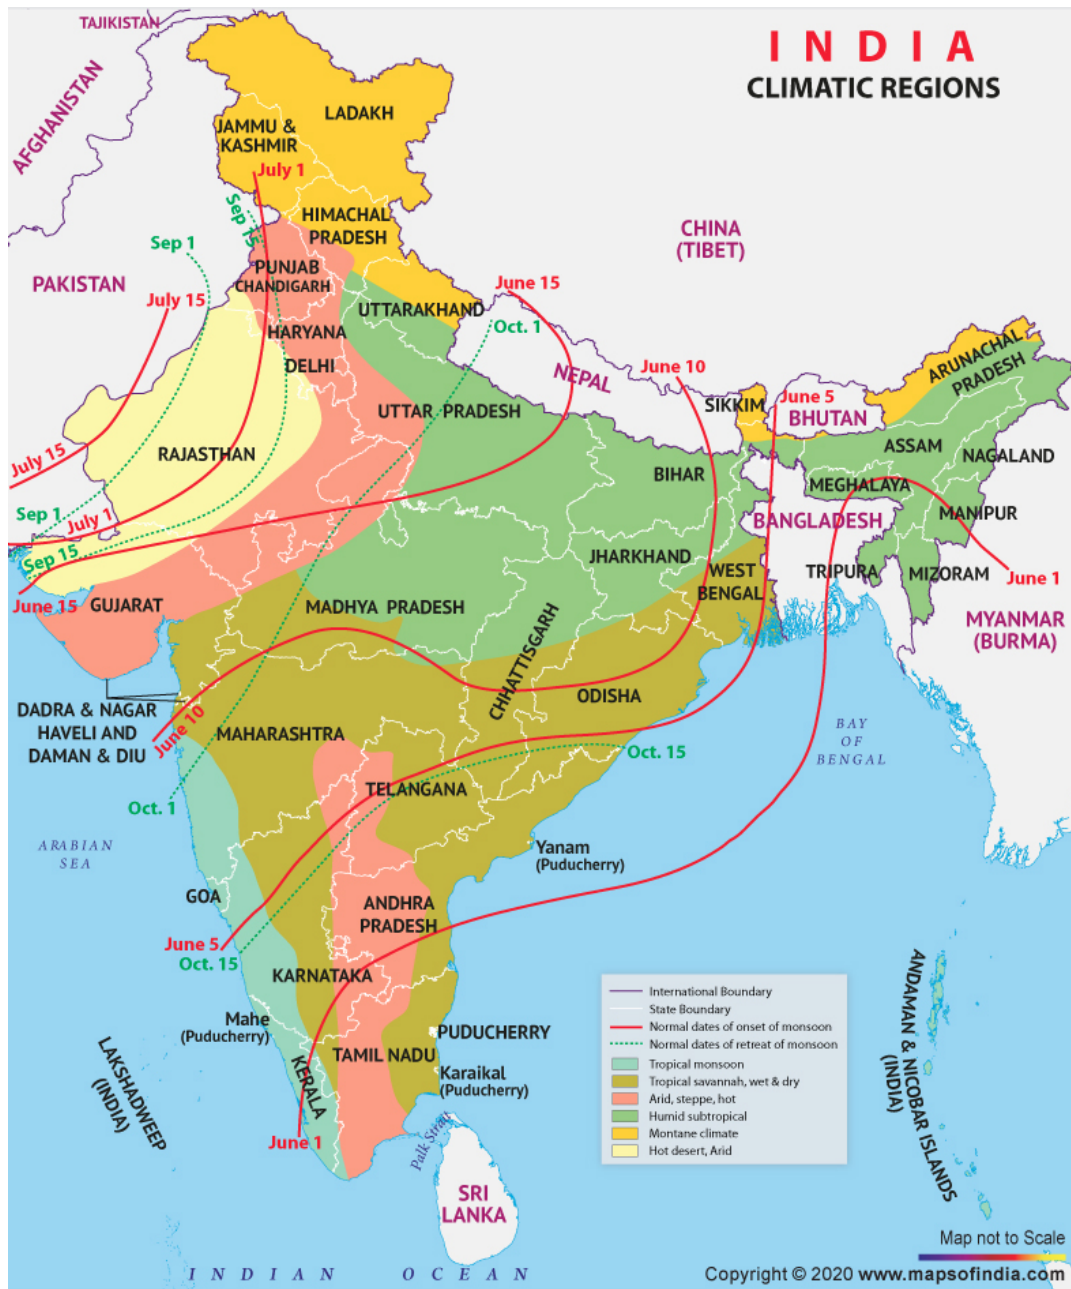 INDIA
CLIMATIC REGIONS
TAJIKISTAN
AFGHANISTAN
LADAKH
JAMMU &
KASHMIR
July 1
Sep 15
HIMACHAL
PRADESH
CHINA
(TIBET)
Sep 1
PAKISTAN
PUNJAB
CHANDIGARH
July 15
June 15
UTTARAKHAND
Oct. 1
HARYANA
DELHI
NEPAL
June 10
ARUNACHAL
PRADESH
SIKKIM
June 5
BHUTAN
UTTAR PRADESH
RAJASTHAN
ASSAM
NAGALAND
July 15
BIHAR
MEGHALAYA
Sep 1
July 1
BANGLADESH
MANIPUR
Sep 15
JHARKHAND
WEST
BENGAL
TRIPURA
MIZORAM
June 1
June 15
GUJARAT
MADHYA PRADESH
MYANMAR
(BURMA)
CHHATTISGARH
ODISHA
DADRA & NAGAR
HAVELI AND
DAMAN & DIU
June 10
MAHARASHTRA
BAY
OF
BENGAL
Oct. 15
TELANGANA
Oct. 1
ARABIAN
SEA
Yanam
(Puducherry)
GOA
ANDHRA
PRADESH
June 5
Oct. 15
KARNATAKA
ANDAMAN & NICOBAR ISLANDS
(INDIA)
Mahe
(Puducherry)
PUDUCHERRY
TAMIL NADU
KERALA
Karaikal
(Puducherry)
LAKSHADWEEP
(INDIA)
June 1
Palk Strait
SRI
LANKA
International Boundary
State Boundary
Normal dates of onset of monsoon
Normal dates of retreat of monsoon
Tropical monsoon
Tropical savannah, wet & dry
Arid, steppe, hot
Humid subtropical
Montane climate
Hot desert, Arid
INDIAN OCEAN
Map not to Scale
Copyright © 2020 www.mapsofindia.com